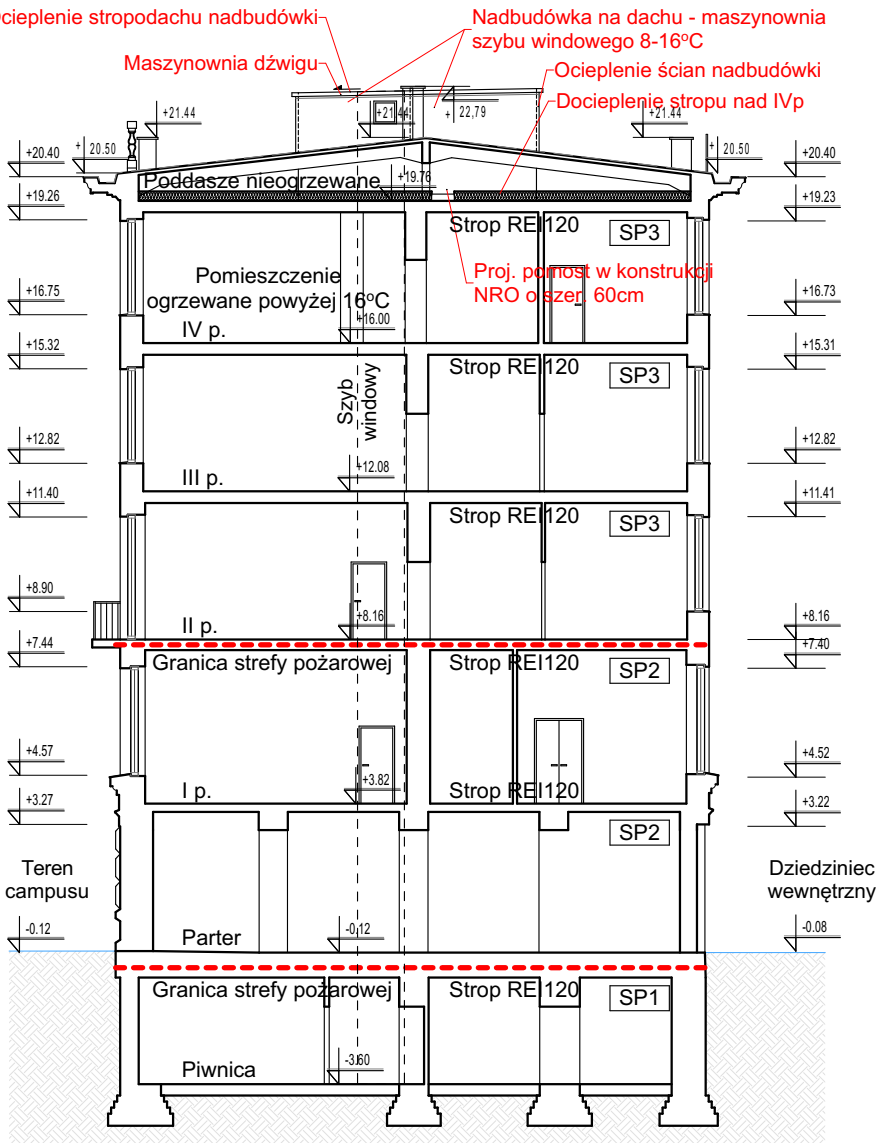 cieplenie stropodachu nadbudówki
Nadbudówka na dachu - maszynownia
szybu windowego 8-16°C
Maszynownia dźwigu
Ocieplenie ścian nadbudówki
Docieplenie stropu nad IVp
+21.44
+21.44
+ 22,79
+21.44
+ 20.50
+ 20.50
+20.40
+20.40
Poddasze nieogrzewane
+19.76
+19.26
+19.23
Strop REI120
SP3
Pomieszczenie
ogrzewane powyżej 16°C
Proj. pomost w konstrukcji
NRO o szer. 60cm
+16.75
+16.73
+16.00
IV p.
+15.32
+15.31
Strop REI120
SP3
Szyb
windowy
+12.82
+12.82
+12.08
III p.
+11.40
+11.41
Strop REI120
SP3
+8.90
+8.16
+8.16
II p.
+7.44
+7.40
Granica strefy pożarowej
Strop REI120
SP2
+4.57
+4.52
+3.82
I p.
Strop REI120
+3.27
+3.22
SP2
Teren
campusu
Dziedziniec
wewnętrzny
-0.12
Parter
-0.12
-0.08
Granica strefy pożarowej
Strop REI120
SP1
Piwnica
-3.60